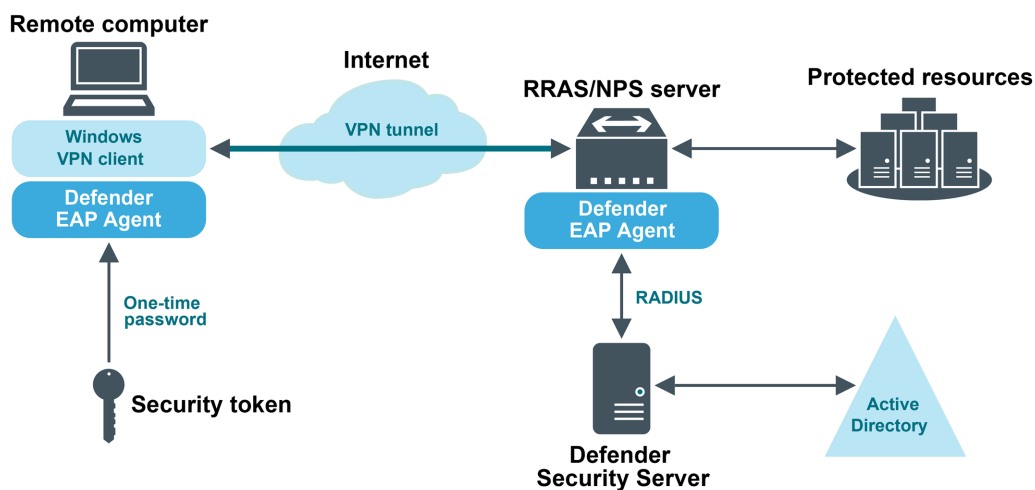 Remote computer
Windows
VPN client
Defender
EAP Agent
One-time
password
Security token
Internet
VPN tunnel
RRAS/NPS server
Defender
EAP Agent
RADIUS
Defender
Security Server
Protected resources
Active
Directory